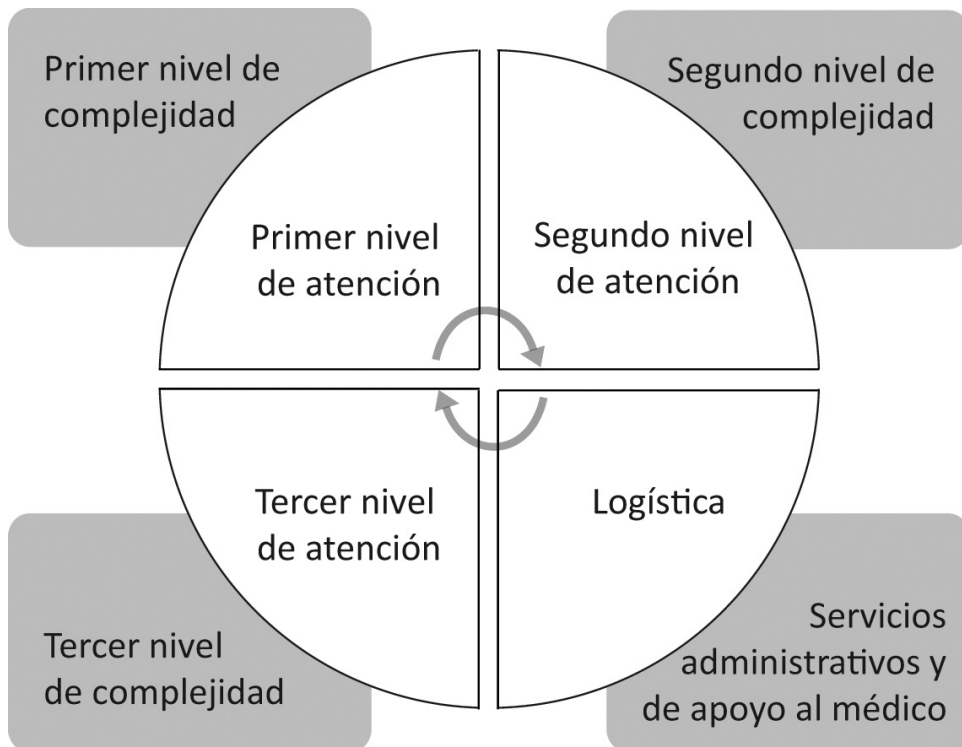 Primer nivel de
complejidad
Segundo nivel de
complejidad
Primer nivel
de atención
Segundo nivel
de atención
Tercer nivel
de atención
Logística
Tercer nivel
de complejidad
Servicios
administrativos y
de apoyo al médico